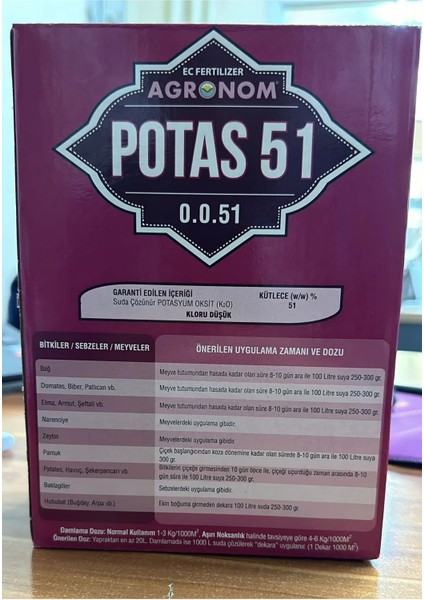 EC FERTILIZER
AGRONOM
POTAS 51
0.0.51
GARANTİ EDİLEN İÇERİĞİ KÜTLECE (w/w) %
Suda Çözünür POTASYUM OKSİT (K₂O) 51
KLORU DÜŞÜK
BİTKİLER / SEBZELER / MEYVELER ÖNERİLEN UYGULAMA ZAMANI VE DOZU
Bağ Meyve tutumundan hasada kadar olan süre 8-10 gün ara ile 100 Litre suya 250-300 gr.
Domates, Biber, Patlıcan vb. Meyve tutumundan hasada kadar olan süre 8-10 gün ara ile 100 Litre suya 250-300 gr.
Elma, Armut, Şeftali vb. Meyve tutumundan hasada kadar olan süre 8-10 gün ara ile 100 Litre suya 250-300 gr.
Narenciye Meyvelerdeki uygulama gibidir.
Zeytin Meyvelerdeki uygulama gibidir.
Pamuk Çiçek başlangıcından koza dönemine kadar olan sürede 8-10 gün ara ile 100 Litre suya
300 gr.
Patates, Havuç, Şekerpancarı vb. Bitkilerin çiçeğe girmesinden 10 gün önce ile, çiçeği uçurduğu zaman arasında 8-10
gün süre ile 100 Litre suya 250-300 gr.
Baklagiller Sebzelerdeki uygulama gibidir.
Hububat (Buğday, Arpa vb.) Ekin boğuma girmeden dekara 100 Litre suda 250-300 gr
Damlama Dozu: Normal Kullanım 1-3 Kg/1000M², Aşırı Noksanlık halinde tavsiyeye göre 4-6 Kg/1000M²
Önerilen Doz: Yapraktan en az 20L. Damlamada ise 1000 L suda çözülerek "dekara" uygulanır. (1 Dekar 1000 M²)